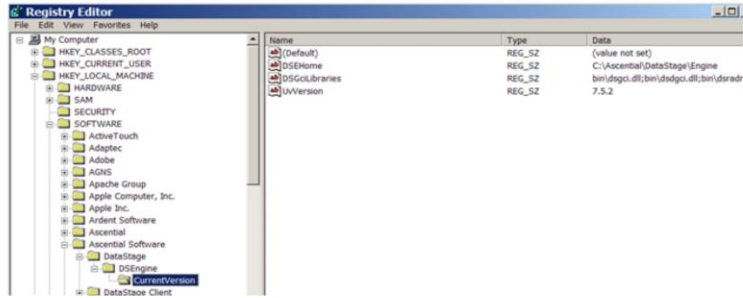 Registry Editor
File Edit View Favorites Help
My Computer
HKEY_CLASSES_ROOT
HKEY_CURRENT_USER
HKEY_LOCAL_MACHINE
HARDWARE
SAM
SECURITY
SOFTWARE
ActiveTouch
Adaptec
Adobe
AGNS
Apache Group
Apple Computer, Inc.
Apple Inc.
Ardent Software
Ascential
Ascential Software
DataStage
DSEngine
CurrentVersion
DataStage Client
Name Type Data
(Default) REG_SZ (value not set)
DSEHome REG_SZ C:\Ascential\DataStage\Engine
DSGciLibraries REG_SZ bin\dsgci.dll;bin\dsdgci.dll;bin\dsradr
UvVersion REG_SZ 7.5.2